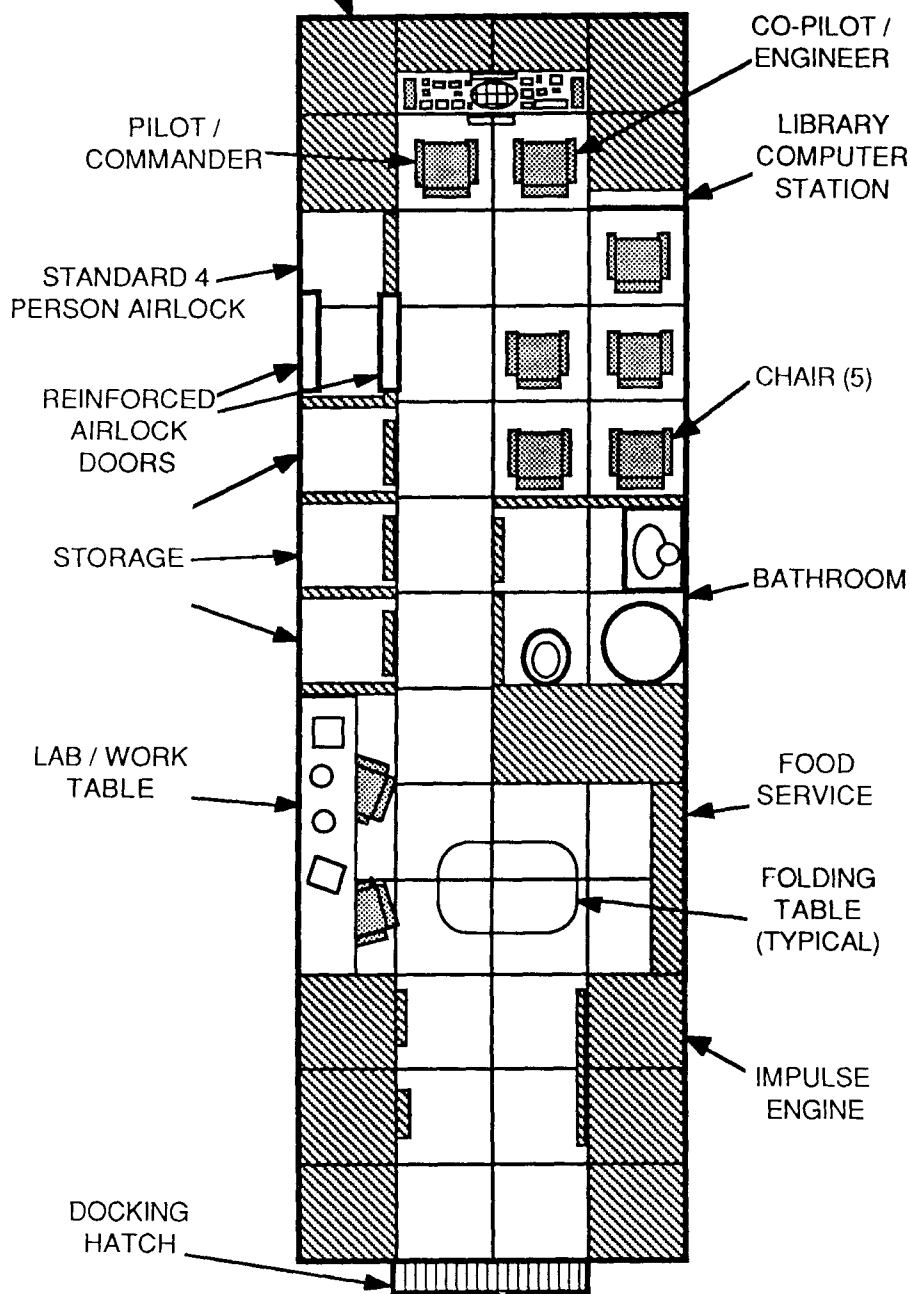 CO-PILOT /
ENGINEER
PILOT /
COMMANDER
LIBRARY
COMPUTER
STATION
STANDARD 4
PERSON AIRLOCK
CHAIR (5)
REINFORCED
AIRLOCK
DOORS
STORAGE
BATHROOM
LAB / WORK
TABLE
FOOD
SERVICE
FOLDING
TABLE
(TYPICAL)
IMPULSE
ENGINE
DOCKING
HATCH